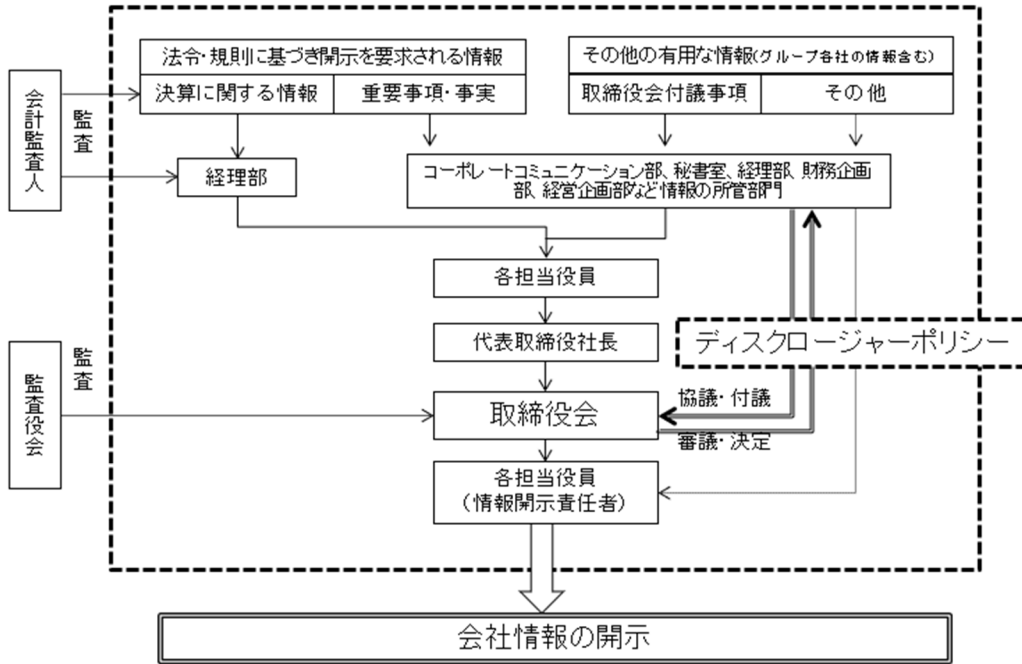 法令・規則に基づき開示を要求される情報
決算に関する情報
重要事項・事実
その他の有用な情報(グループ各社の情報含む)
取締役会付議事項
その他
会計監査人
監査
経理部
コーポレートコミュニケーション部、秘書室、経理部、財務企画
部、経営企画部など情報の所管部門
各担当役員
代表取締役社長
ディスクロージャーポリシー
監査役会
監査
取締役会
協議・付議
審議・決定
各担当役員
(情報開示責任者)
会社情報の開示